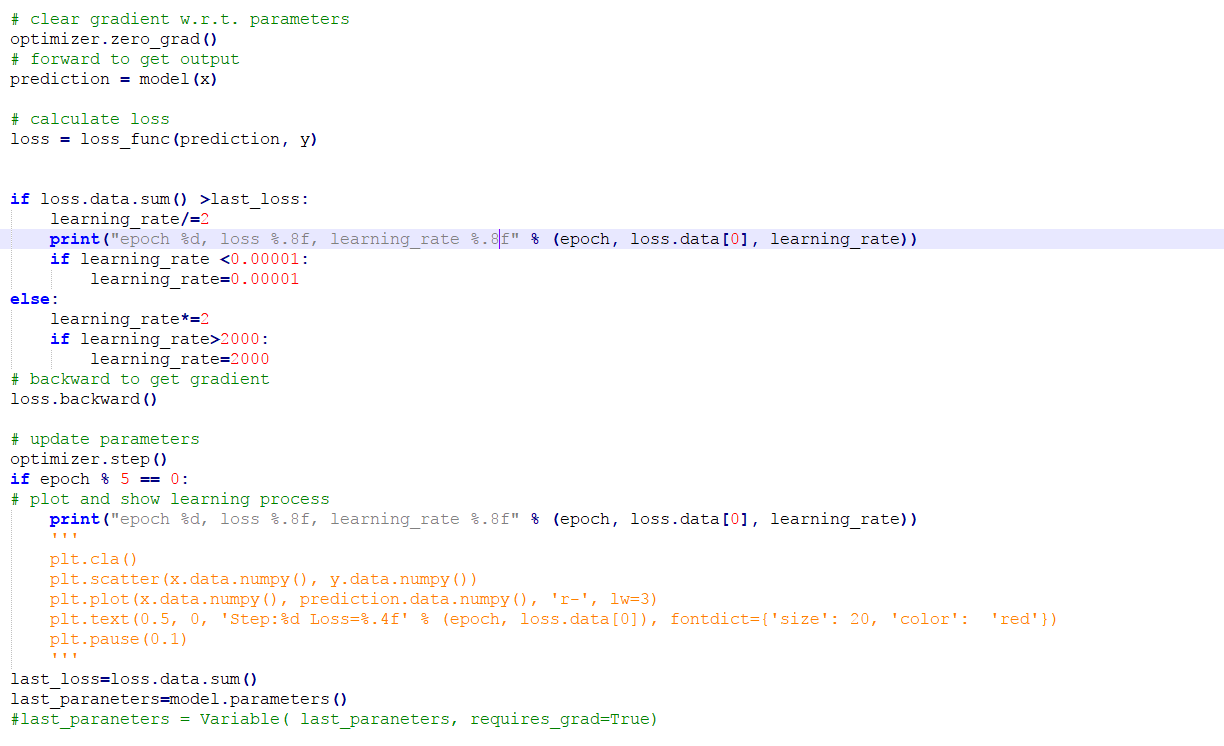 # clear gradient w.r.t. parameters
optimizer.zero_grad()
# forward to get output
prediction = model(x)
# calculate loss
loss = loss_func(prediction, y)
if loss.data.sum() >last_loss:
    learning_rate/=2
    print("epoch %d, loss %.8f, learning_rate %.8f" % (epoch, loss.data[0], learning_rate))
    if learning_rate <0.00001:
        learning_rate=0.00001
else:
    learning_rate*=2
    if learning_rate>2000:
        learning_rate=2000
# backward to get gradient
loss.backward()
# update parameters
optimizer.step()
if epoch % 5 == 0:
# plot and show learning process
    print("epoch %d, loss %.8f, learning_rate %.8f" % (epoch, loss.data[0], learning_rate))
    '''
    plt.cla()
    plt.scatter(x.data.numpy(), y.data.numpy())
    plt.plot(x.data.numpy(), prediction.data.numpy(), 'r-', lw=3)
    plt.text(0.5, 0, 'Step:%d Loss=%.4f' % (epoch, loss.data[0]), fontdict={'size': 20, 'color':  'red'})
    plt.pause(0.1)
    '''
last_loss=loss.data.sum()
last_paraneters=model.parameters()
#last_paraneters = Variable( last_paraneters, requires_grad=True)